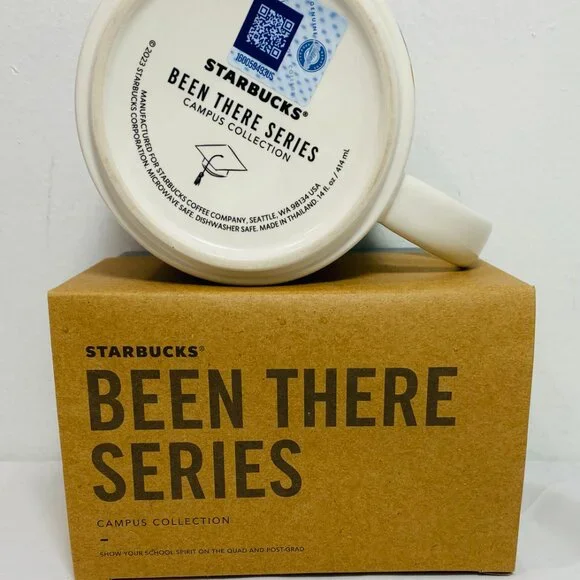 GENUINE
1B0059493US
STARBUCKS®
BEEN THERE SERIES
CAMPUS COLLECTION
© 2023 STARBUCKS CORPORATION. MICROWAVE SAFE. DISHWASHER SAFE. MADE IN THAILAND. 14 fl. oz / 414 mL
MANUFACTURED FOR STARBUCKS COFFEE COMPANY, SEATTLE, WA 98134 USA
STARBUCKS®
BEEN THERE
SERIES
CAMPUS COLLECTION
SHOW YOUR SCHOOL SPIRIT ON THE QUAD AND POST-GRAD